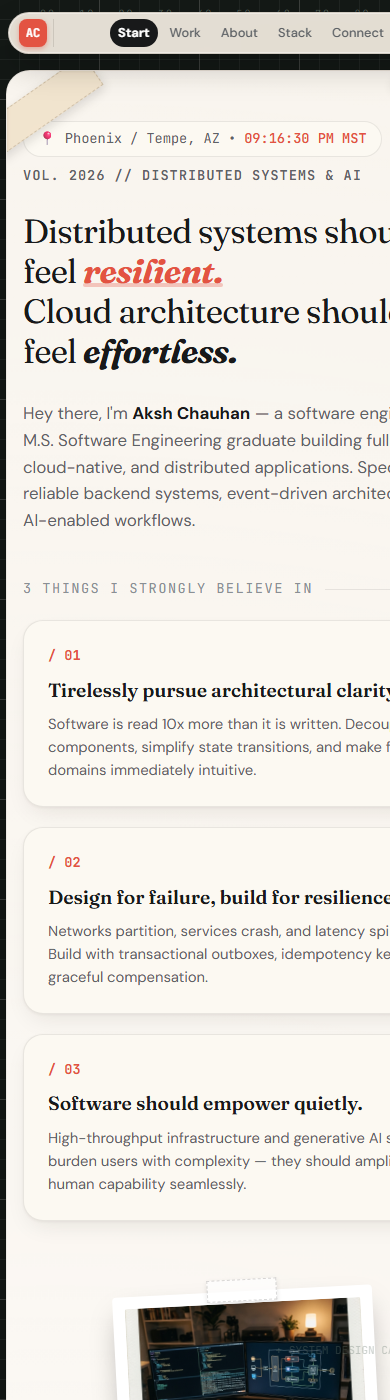 AC
Start Work About Stack Connect
📍 Phoenix / Tempe, AZ • 09:16:30 PM MST
VOL. 2026 // DISTRIBUTED SYSTEMS & AI
Distributed systems shou
feel resilient.
Cloud architecture should
feel effortless.
Hey there, I'm Aksh Chauhan — a software engi
M.S. Software Engineering graduate building full
cloud-native, and distributed applications. Spec
reliable backend systems, event-driven architec
AI-enabled workflows.
3 THINGS I STRONGLY BELIEVE IN
/ 01
Tirelessly pursue architectural clarity
Software is read 10x more than it is written. Decou
components, simplify state transitions, and make f
domains immediately intuitive.
/ 02
Design for failure, build for resilience
Networks partition, services crash, and latency spi
Build with transactional outboxes, idempotency ke
graceful compensation.
/ 03
Software should empower quietly.
High-throughput infrastructure and generative AI s
burden users with complexity — they should ampli
human capability seamlessly.
SYSTEM DESIGN CA